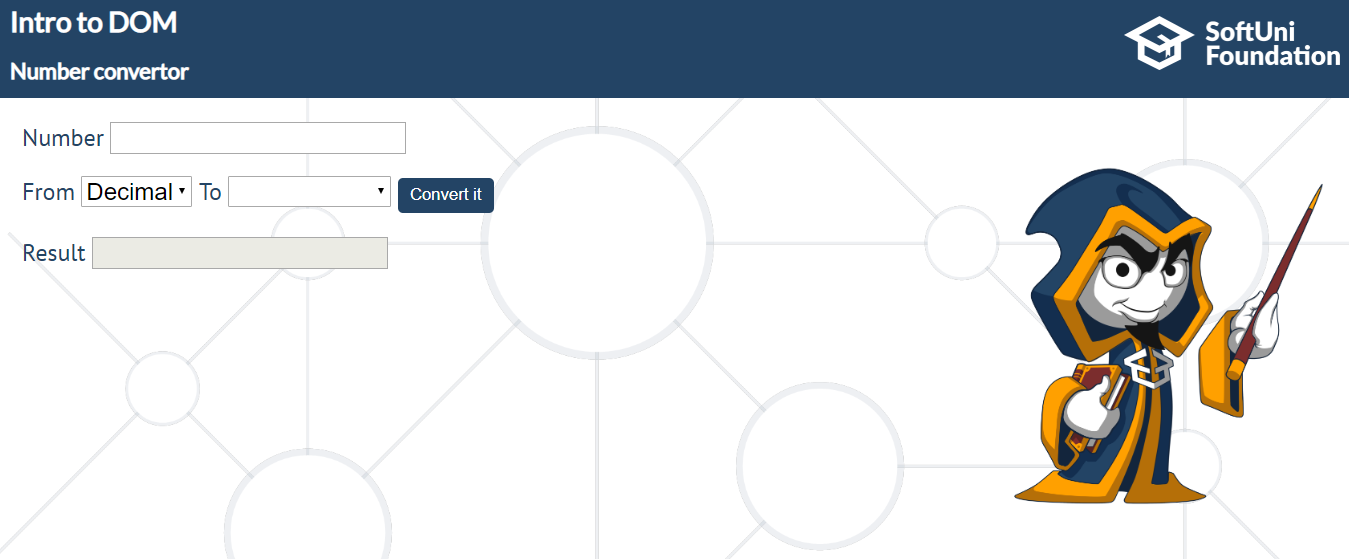 Intro to DOM
SoftUni
Foundation
Number convertor
Number
From Decimal To Convert it
Result